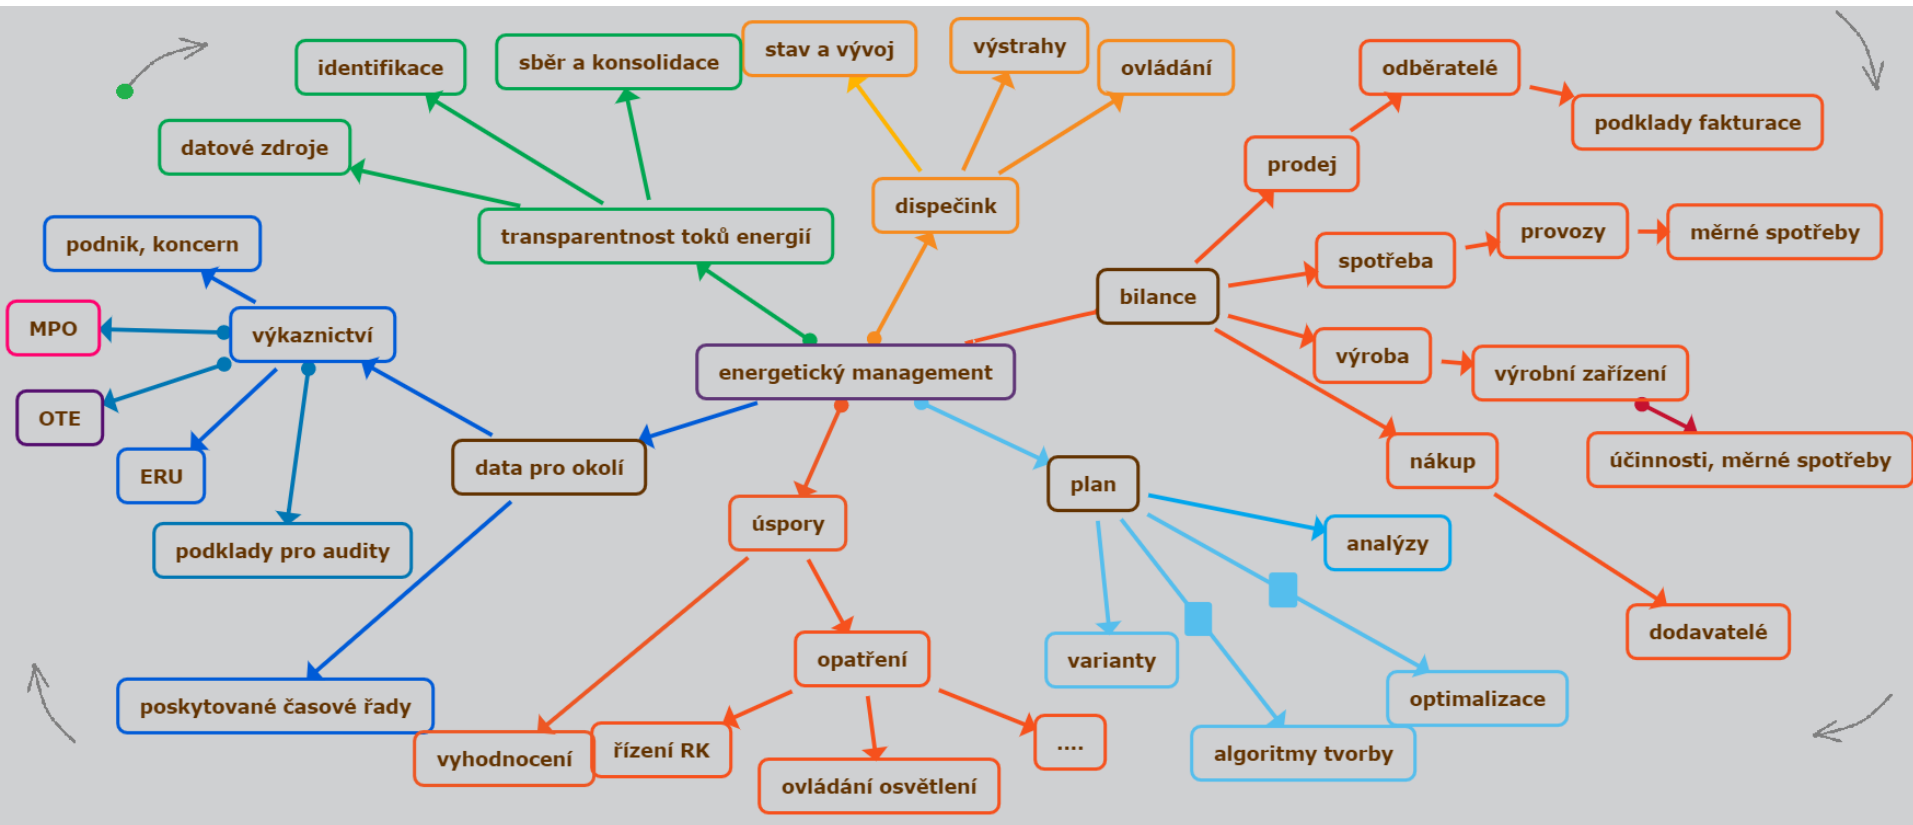 identifikace
sběr a konsolidace
stav a vývoj
výstrahy
ovládání
odběratelé
podklady fakturace
datové zdroje
prodej
dispečink
transparentnost toků energií
podnik, koncern
provozy
měrné spotřeby
spotřeba
bilance
MPO
výkaznictví
výroba
výrobní zařízení
energetický management
OTE
ERU
data pro okolí
plan
nákup
účinnosti, měrné spotřeby
úspory
analýzy
podklady pro audity
opatření
varianty
dodavatelé
poskytované časové řady
optimalizace
vyhodnocení
řízení RK
....
algoritmy tvorby
ovládání osvětlení